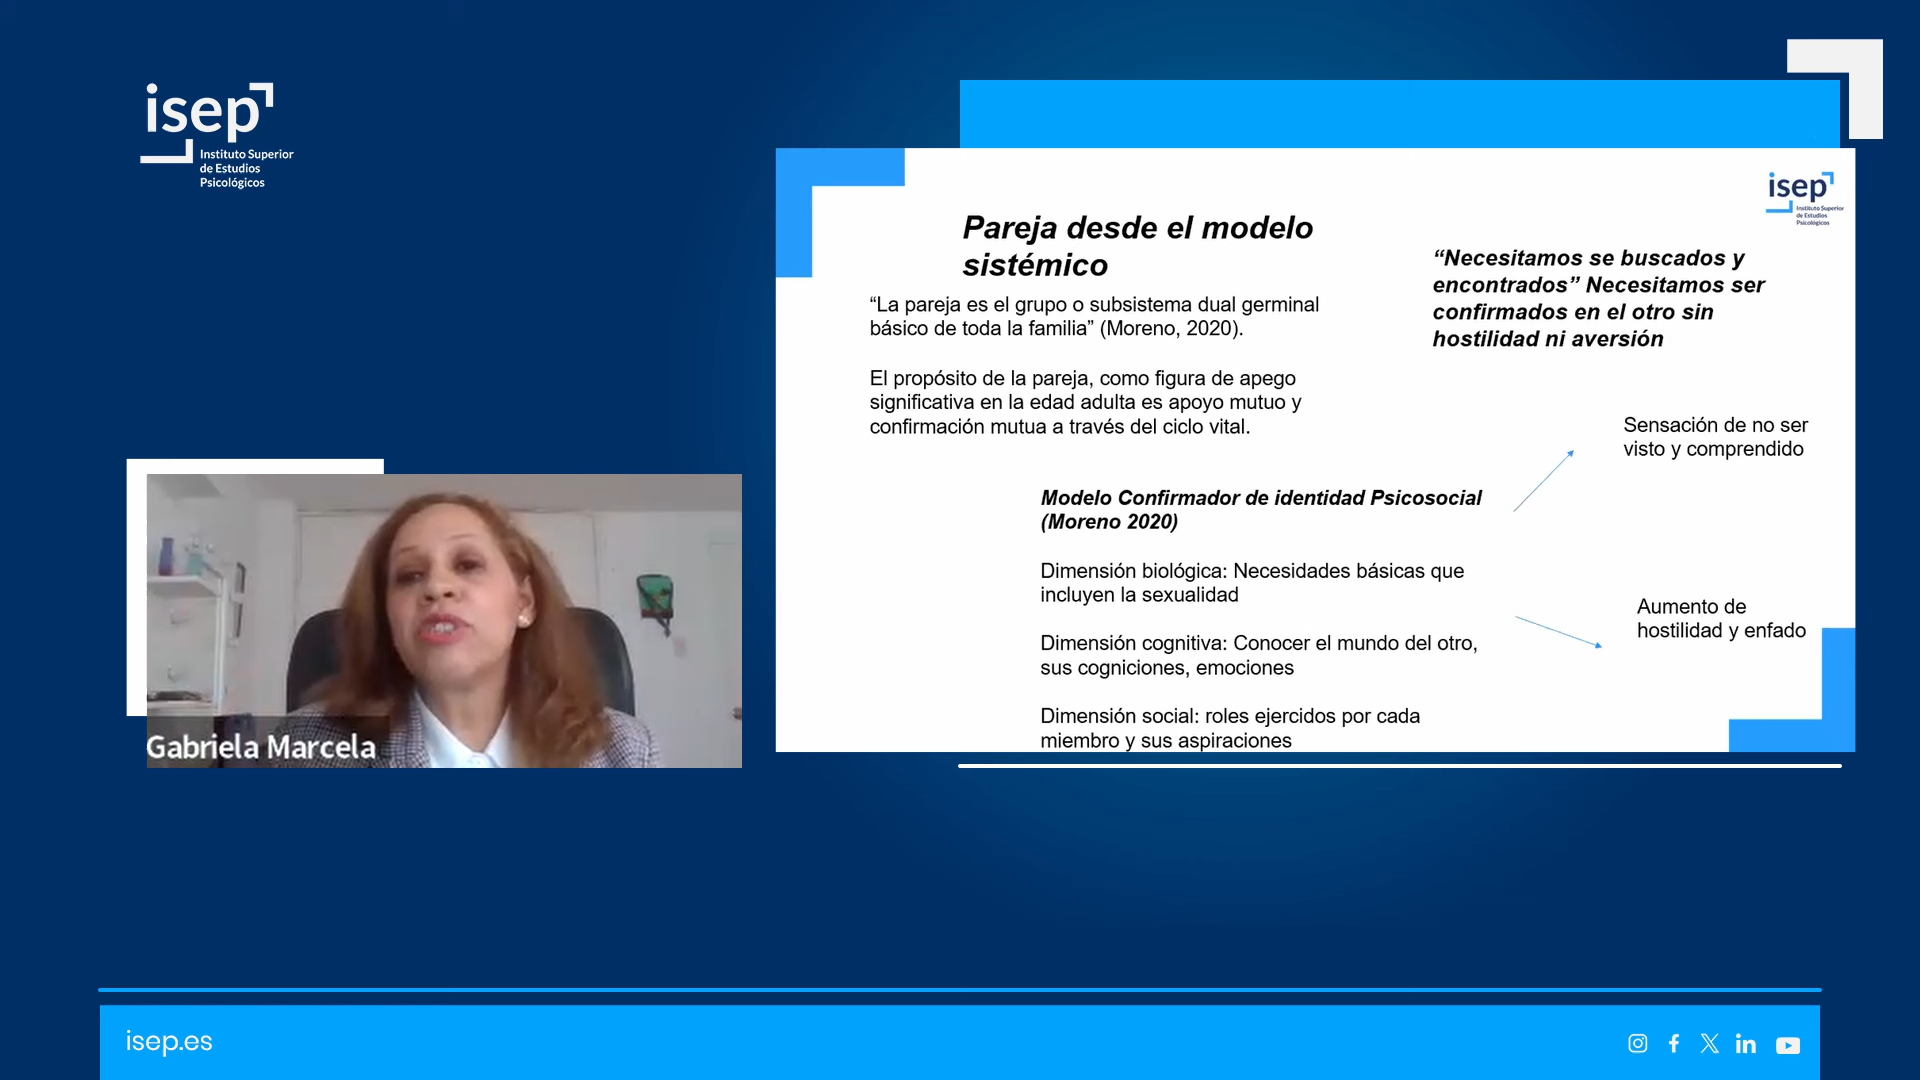 isep
Instituto Superior
de Estudios
Psicológicos
isep
Instituto Superior
de Estudios
Psicológicos
Pareja desde el modelo
sistémico
“La pareja es el grupo o subsistema dual germinal
básico de toda la familia” (Moreno, 2020).
El propósito de la pareja, como figura de apego
significativa en la edad adulta es apoyo mutuo y
confirmación mutua a través del ciclo vital.
“Necesitamos se buscados y
encontrados” Necesitamos ser
confirmados en el otro sin
hostilidad ni aversión
Modelo Confirmador de identidad Psicosocial
(Moreno 2020)
Dimensión biológica: Necesidades básicas que
incluyen la sexualidad
Dimensión cognitiva: Conocer el mundo del otro,
sus cogniciones, emociones
Dimensión social: roles ejercidos por cada
miembro y sus aspiraciones
Sensación de no ser
visto y comprendido
Aumento de
hostilidad y enfado
Gabriela Marcela
isep.es